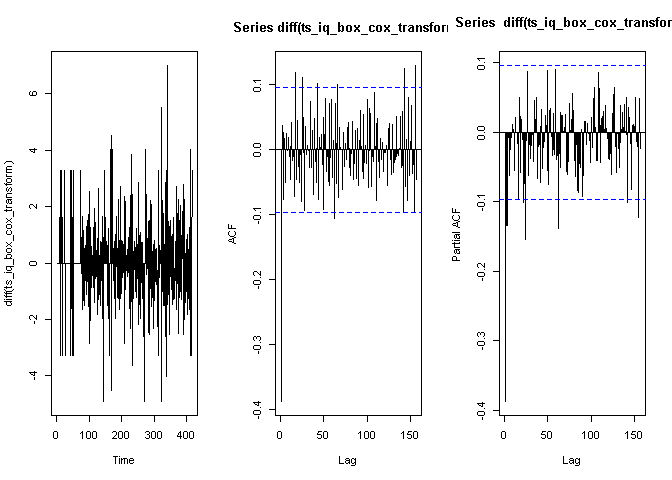 Series diff(ts_iq_box_cox_transforr
Series diff(ts_iq_box_cox_transfor
diff(ts_iq_box_cox_transform)
6
4
2
0
-2
-4
0 100 200 300 400
Time
ACF
0.1
0.0
-0.1
-0.2
-0.3
-0.4
0 50 100 150
Lag
Partial ACF
0.1
0.0
-0.1
-0.2
-0.3
-0.4
0 50 100 150
Lag